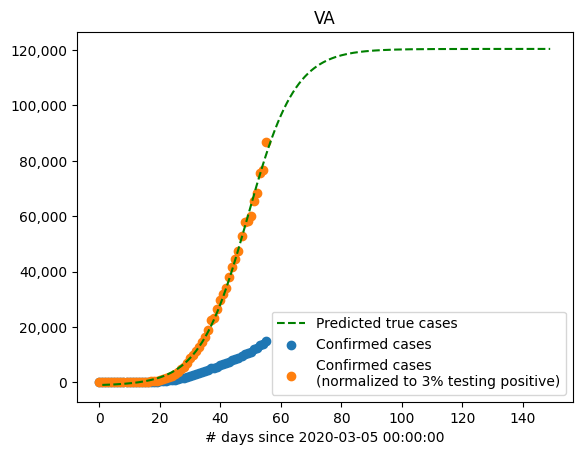 VA
120,000
100,000
80,000
60,000
40,000
20,000
0
Predicted true cases
Confirmed cases
Confirmed cases
(normalized to 3% testing positive)
0 20 40 60 80 100 120 140
# days since 2020-03-05 00:00:00